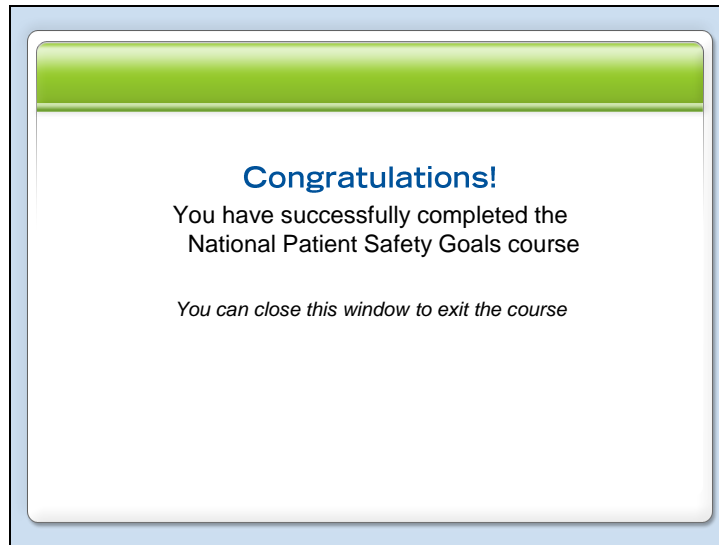 Congratulations!
You have successfully completed the
National Patient Safety Goals course
You can close this window to exit the course